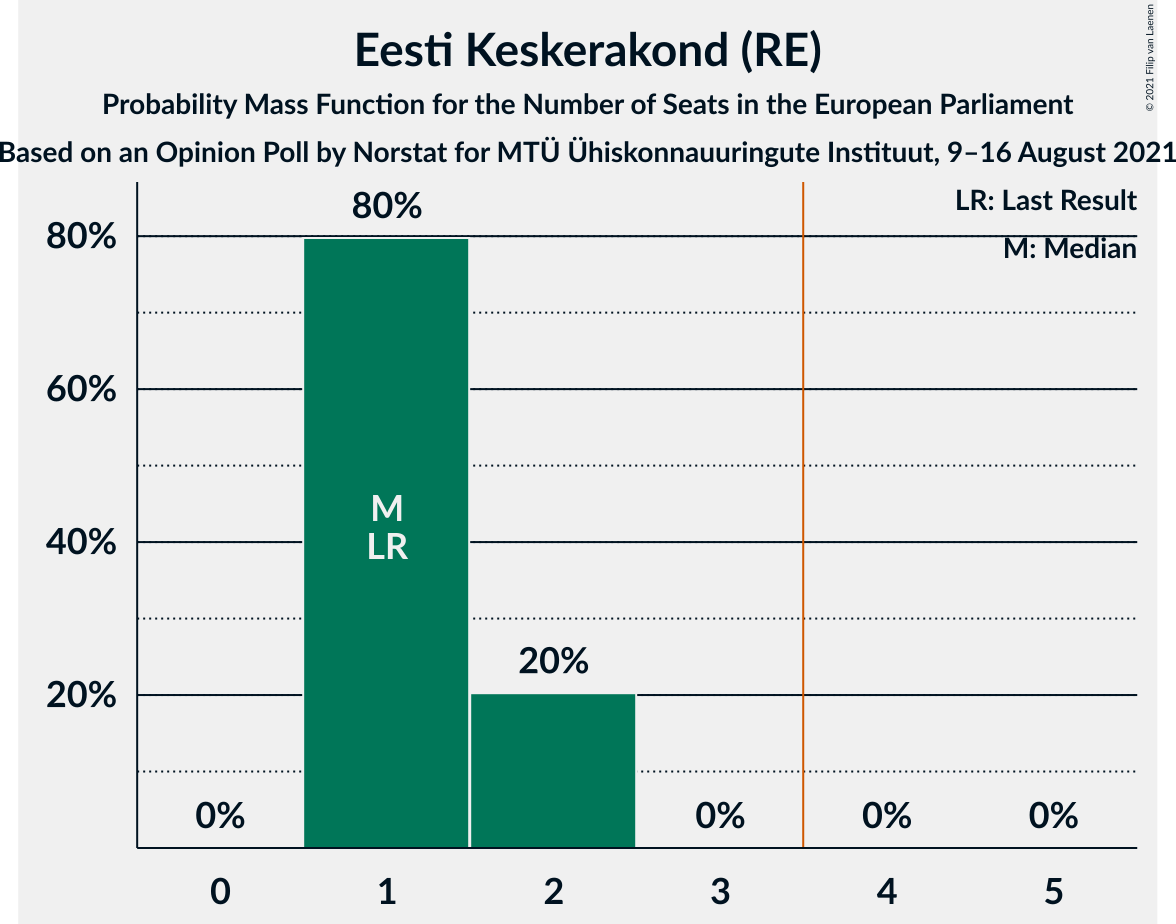 Eesti Keskerakond (RE)
Probability Mass Function for the Number of Seats in the European Parliament
Based on an Opinion Poll by Norstat for MTÜ Ühiskonnauuringute Instituut, 9–16 August 2021
© 2021 Filip van Laenen
LR: Last Result
M: Median
80%
60%
40%
20%
0%
80%
M
LR
20%
0%
0%
0%
0 1 2 3 4 5